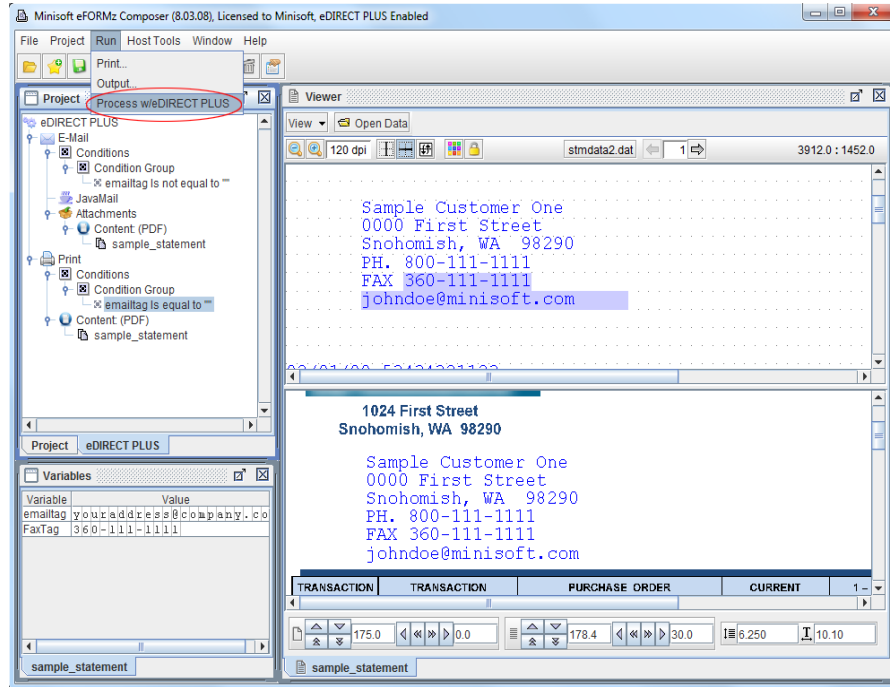 Minisoft eFORMz Composer (8.03.08), Licensed to Minisoft, eDIRECT PLUS Enabled
File Project Run Host Tools Window Help
Print...
Output...
Process w/eDIRECT PLUS
Project
eDIRECT PLUS
E-Mail
Conditions
Condition Group
emailtag Is not equal to ""
JavaMail
Attachments
Content: (PDF)
sample_statement
Print
Conditions
Condition Group
emailtag Is equal to ""
Content: (PDF)
sample_statement
Project eDIRECT PLUS
Variables
Variable Value
emailtag youraddress@company.co
FaxTag 360-111-1111
sample_statement
Viewer
View Open Data
120 dpi stmdata2.dat 1 3912.0 : 1452.0
Sample Customer One
0000 First Street
Snohomish, WA 98290
PH. 800-111-1111
FAX 360-111-1111
johndoe@minisoft.com
1024 First Street
Snohomish, WA 98290
Sample Customer One
0000 First Street
Snohomish, WA 98290
PH. 800-111-1111
FAX 360-111-1111
johndoe@minisoft.com
TRANSACTION TRANSACTION PURCHASE ORDER CURRENT 1 –
175.0 0.0 178.4 30.0 6.250 10.10
sample_statement